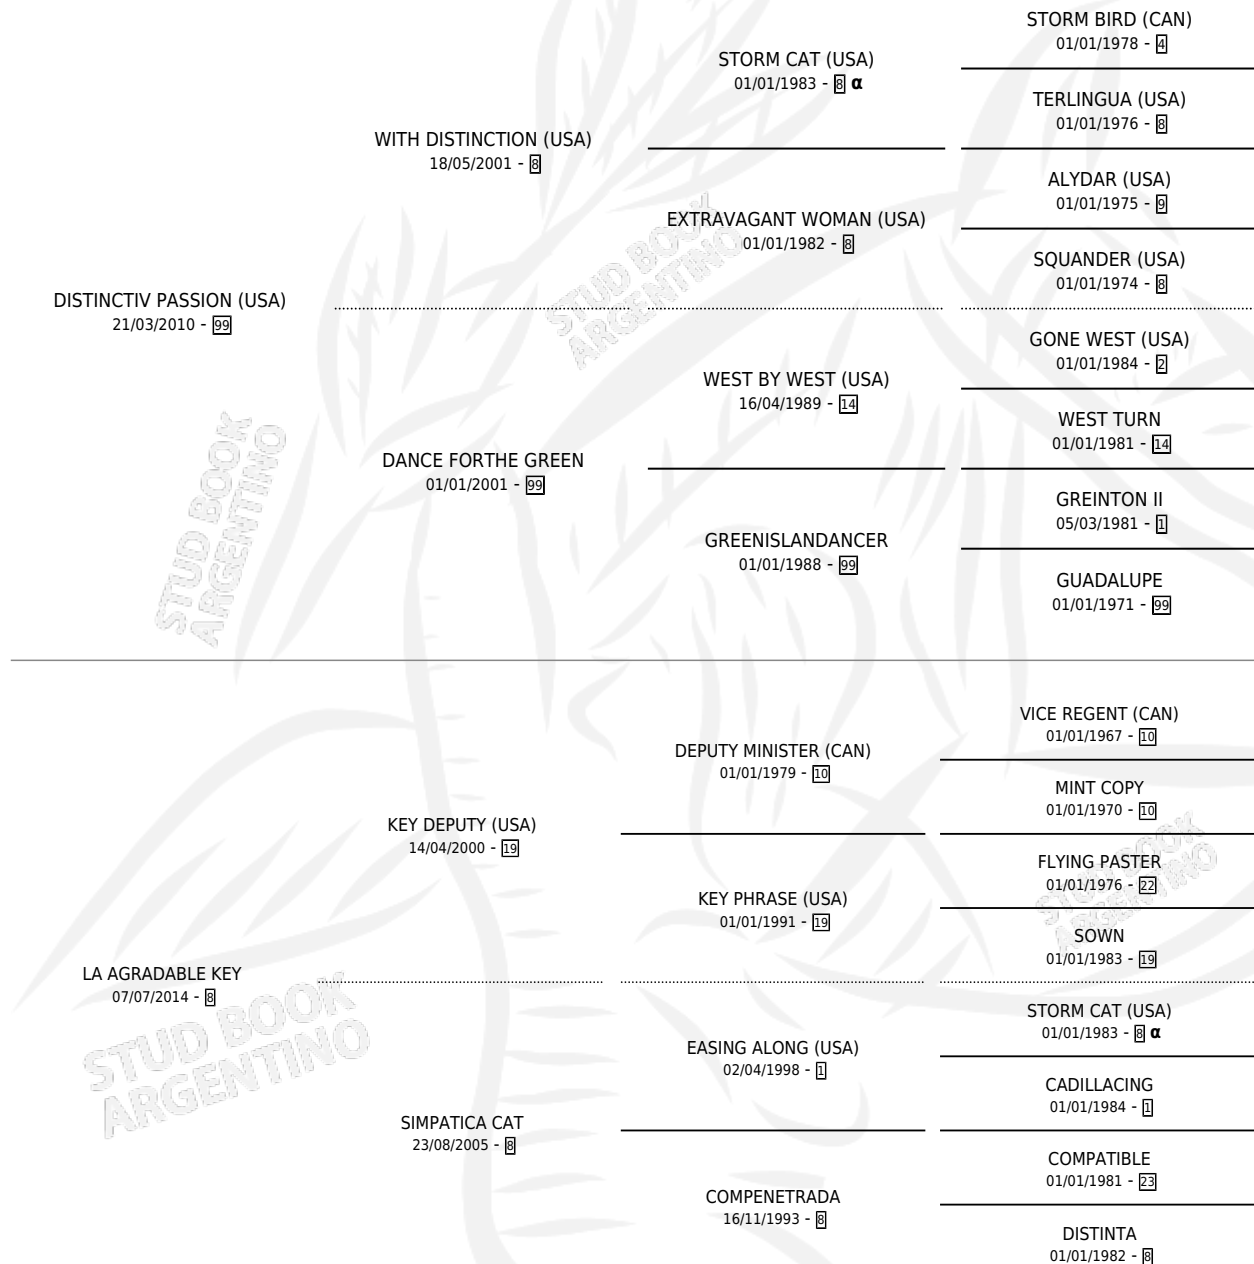 STORM BIRD (CAN)
01/01/1978 - 4
STORM CAT (USA)
01/01/1983 - 8 α
TERLINGUA (USA)
01/01/1976 - 8
WITH DISTINCTION (USA)
18/05/2001 - 8
ALYDAR (USA)
01/01/1975 - 9
EXTRAVAGANT WOMAN (USA)
01/01/1982 - 8
SQUANDER (USA)
01/01/1974 - 8
DISTINCTIV PASSION (USA)
21/03/2010 - 99
GONE WEST (USA)
01/01/1984 - 2
WEST BY WEST (USA)
16/04/1989 - 14
WEST TURN
01/01/1981 - 14
DANCE FORTHE GREEN
01/01/2001 - 99
GREINTON II
05/03/1981 - 1
GREENISLANDANCER
01/01/1988 - 99
GUADALUPE
01/01/1971 - 99
STUD BOOK
ARGENTINO
STUD BOOK
ARGENTINO
VICE REGENT (CAN)
01/01/1967 - 10
DEPUTY MINISTER (CAN)
01/01/1979 - 10
MINT COPY
01/01/1970 - 10
KEY DEPUTY (USA)
14/04/2000 - 19
FLYING PASTER
01/01/1976 - 22
KEY PHRASE (USA)
01/01/1991 - 19
SOWN
01/01/1983 - 19
STUD BOOK
ARGENTINO
LA AGRADABLE KEY
07/07/2014 - 8
STORM CAT (USA)
01/01/1983 - 8 α
EASING ALONG (USA)
02/04/1998 - 1
CADILLACING
01/01/1984 - 1
SIMPATICA CAT
23/08/2005 - 8
COMPATIBLE
01/01/1981 - 23
COMPENETRADA
16/11/1993 - 8
DISTINTA
01/01/1982 - 8
STUD BOOK
ARGENTINO